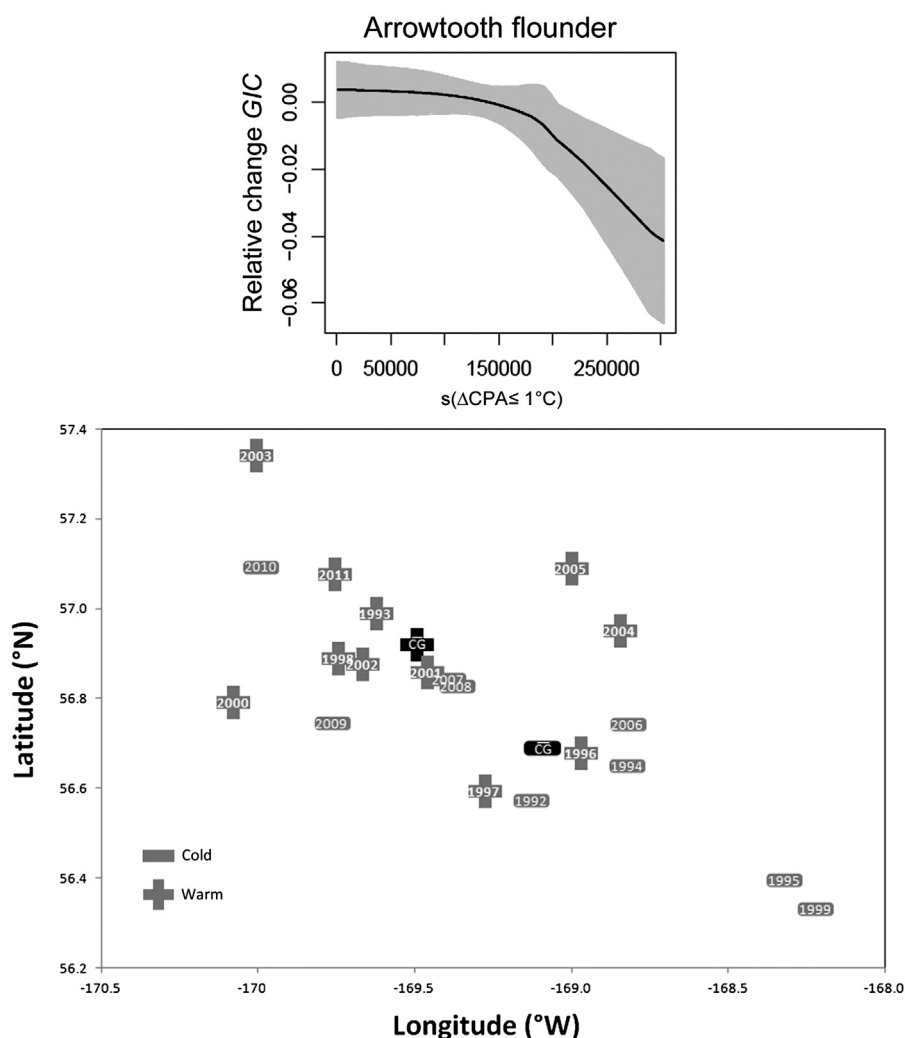 Arrowtooth flounder
Relative change GIC
0.00
−0.02
−0.04
−0.06
0 50000 150000 250000
s(ΔCPA≤ 1°C)
57.4
57.2
57.0
56.8
56.6
56.4
56.2
Latitude (°N)
2003
2010
2011
2005
1993
2004
CG
1998
2002
2001
2007
2008
2000
2009
2006
CG
1996
1994
1997
1992
1995
1999
Cold
Warm
-170.5 -170 -169.5 -169.0 -168.5 -168.0
Longitude (°W)